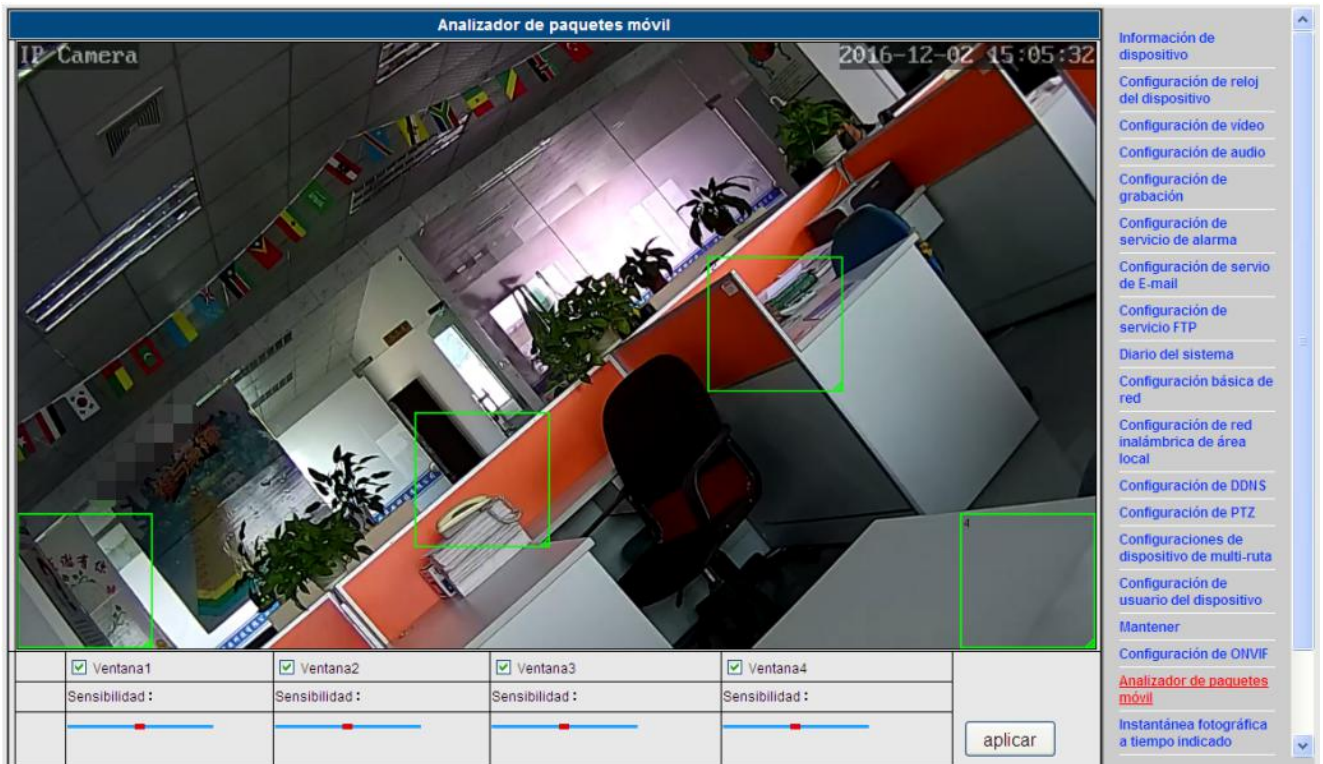 Analizador de paquetes móvil
IP Camera
2016-12-02 15:05:32
4
Ventana1
Ventana2
Ventana3
Ventana4
Sensibilidad:
Sensibilidad:
Sensibilidad:
Sensibilidad:
aplicar
Información de
dispositivo
Configuración de reloj
del dispositivo
Configuración de vídeo
Configuración de audio
Configuración de
grabación
Configuración de
servicio de alarma
Configuración de servio
de E-mail
Configuración de
servicio FTP
Diario del sistema
Configuración básica de
red
Configuración de red
inalámbrica de área
local
Configuración de DDNS
Configuración de PTZ
Configuraciones de
dispositivo de multi-ruta
Configuración de
usuario del dispositivo
Mantener
Configuración de ONVIF
Analizador de paquetes
móvil
Instantánea fotográfica
a tiempo indicado